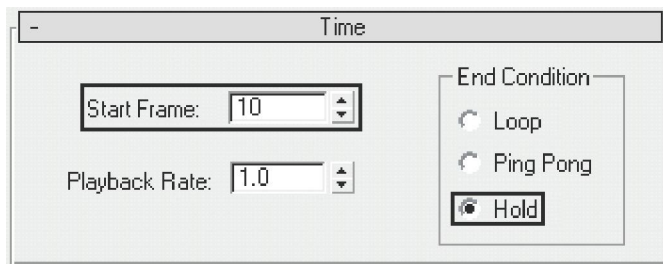 - Time
Start Frame: 10
Playback Rate: 1.0
End Condition
Loop
Ping Pong
Hold